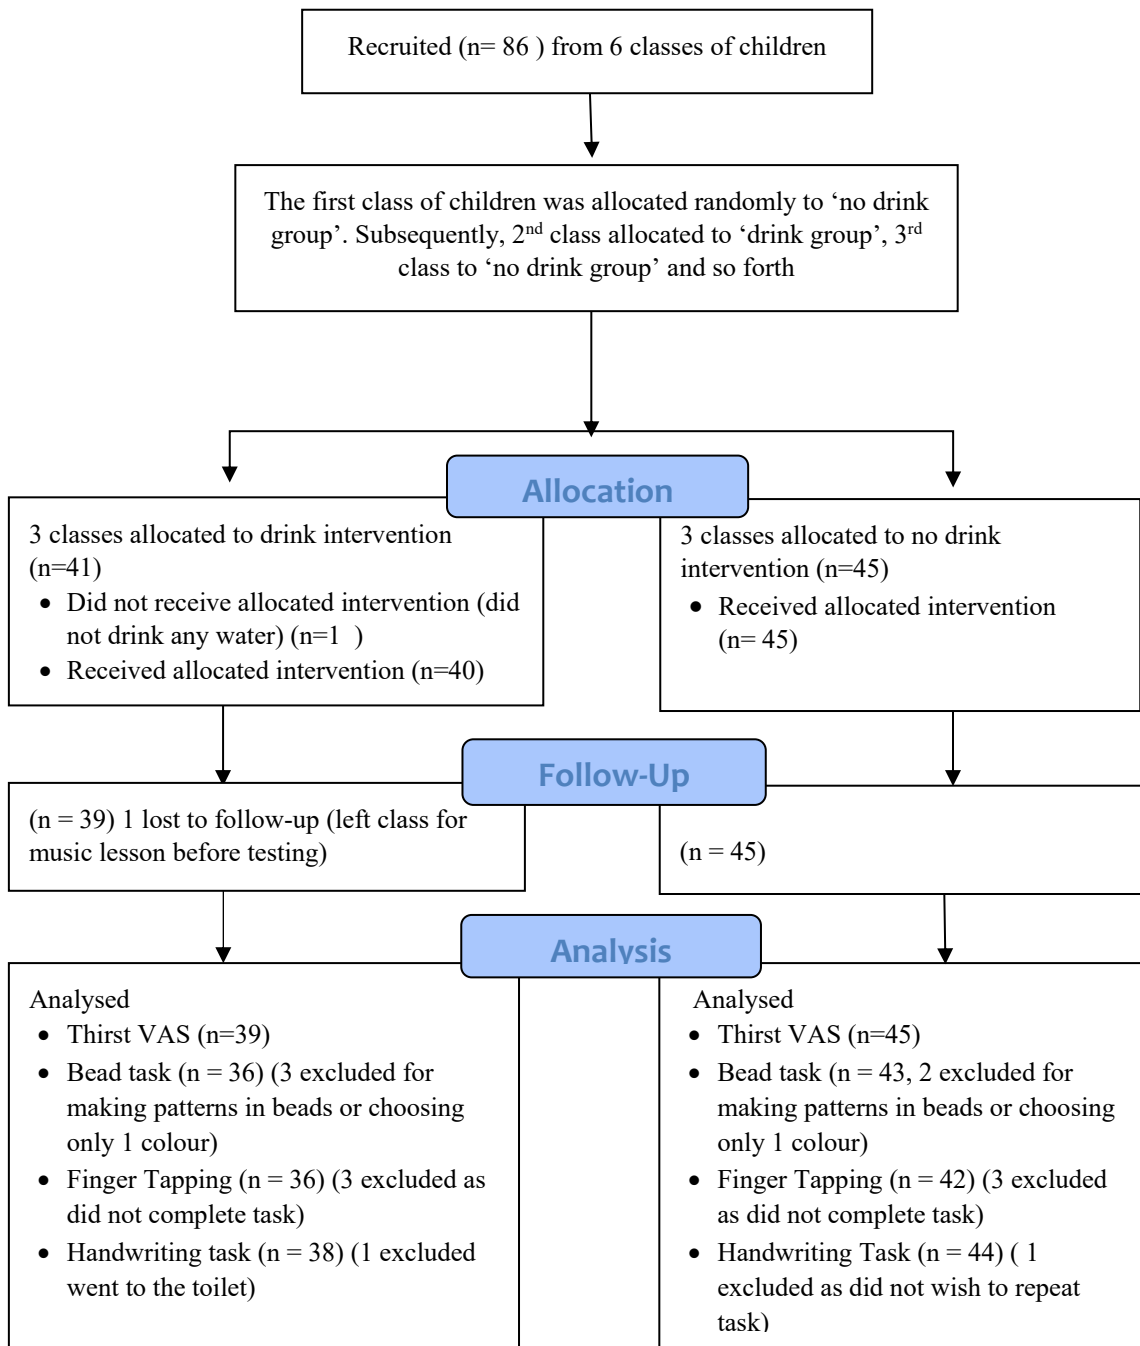 Recruited (n= 86 ) from 6 classes of children
The first class of children was allocated randomly to ‘no drink
group’. Subsequently, 2nd class allocated to ‘drink group’, 3rd
class to ‘no drink group’ and so forth
Allocation
3 classes allocated to drink intervention
(n=41)
• Did not receive allocated intervention (did
not drink any water) (n=1 )
• Received allocated intervention (n=40)
3 classes allocated to no drink
intervention (n=45)
• Received allocated intervention
(n= 45)
Follow-Up
(n = 39) 1 lost to follow-up (left class for
music lesson before testing)
(n = 45)
Analysis
Analysed
• Thirst VAS (n=39)
• Bead task (n = 36) (3 excluded for
making patterns in beads or choosing
only 1 colour)
• Finger Tapping (n = 36) (3 excluded as
did not complete task)
• Handwriting task (n = 38) (1 excluded
went to the toilet)
Analysed
• Thirst VAS (n=45)
• Bead task (n = 43, 2 excluded for
making patterns in beads or choosing
only 1 colour)
• Finger Tapping (n = 42) (3 excluded
as did not complete task)
• Handwriting Task (n = 44) ( 1
excluded as did not wish to repeat
task)